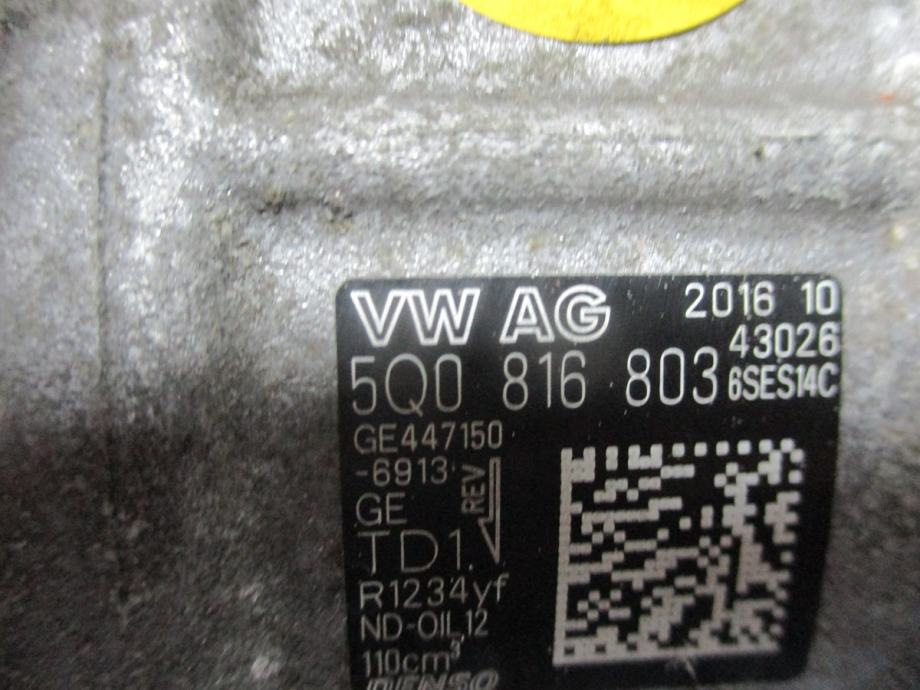 VW AG 2016 10
43026
5Q0 816 803 6SES14C
GE447150
-6913
REV
GE
TD1
R1234yf
ND-OIL12
110cm³
DENSO